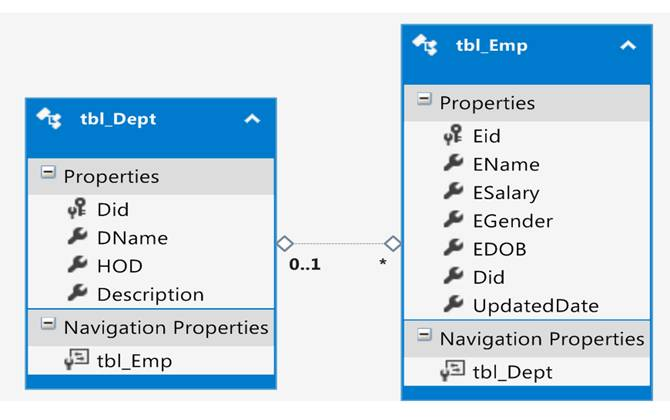 tbl_Dept
Properties
Did
DName
HOD
Description
Navigation Properties
tbl_Emp
0..1
*
tbl_Emp
Properties
Eid
EName
ESalary
EGender
EDOB
Did
UpdatedDate
Navigation Properties
tbl_Dept